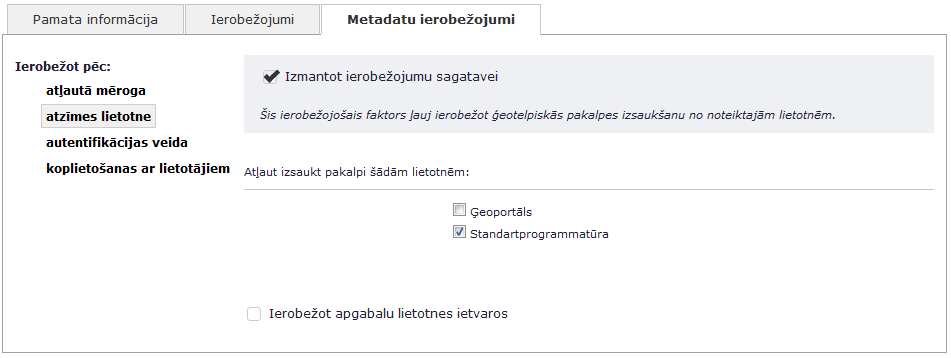 Pamata informācija
Ierobežojumi
Metadatu ierobežojumi
Ierobežot pēc:
atļautā mēroga
atzīmes lietotne
autentifikācijas veida
koplietošanas ar lietotājiem
Izmantot ierobežojumu sagatavei
Šis ierobežojošais faktors ļauj ierobežot ģeotelpiskās pakalpes izsaukšanu no noteiktajām lietotnēm.
Atļaut izsaukt pakalpi šādām lietotnēm:
Ģeoportāls
Standartprogrammatūra
Ierobežot apgabalu lietotnes ietvaros